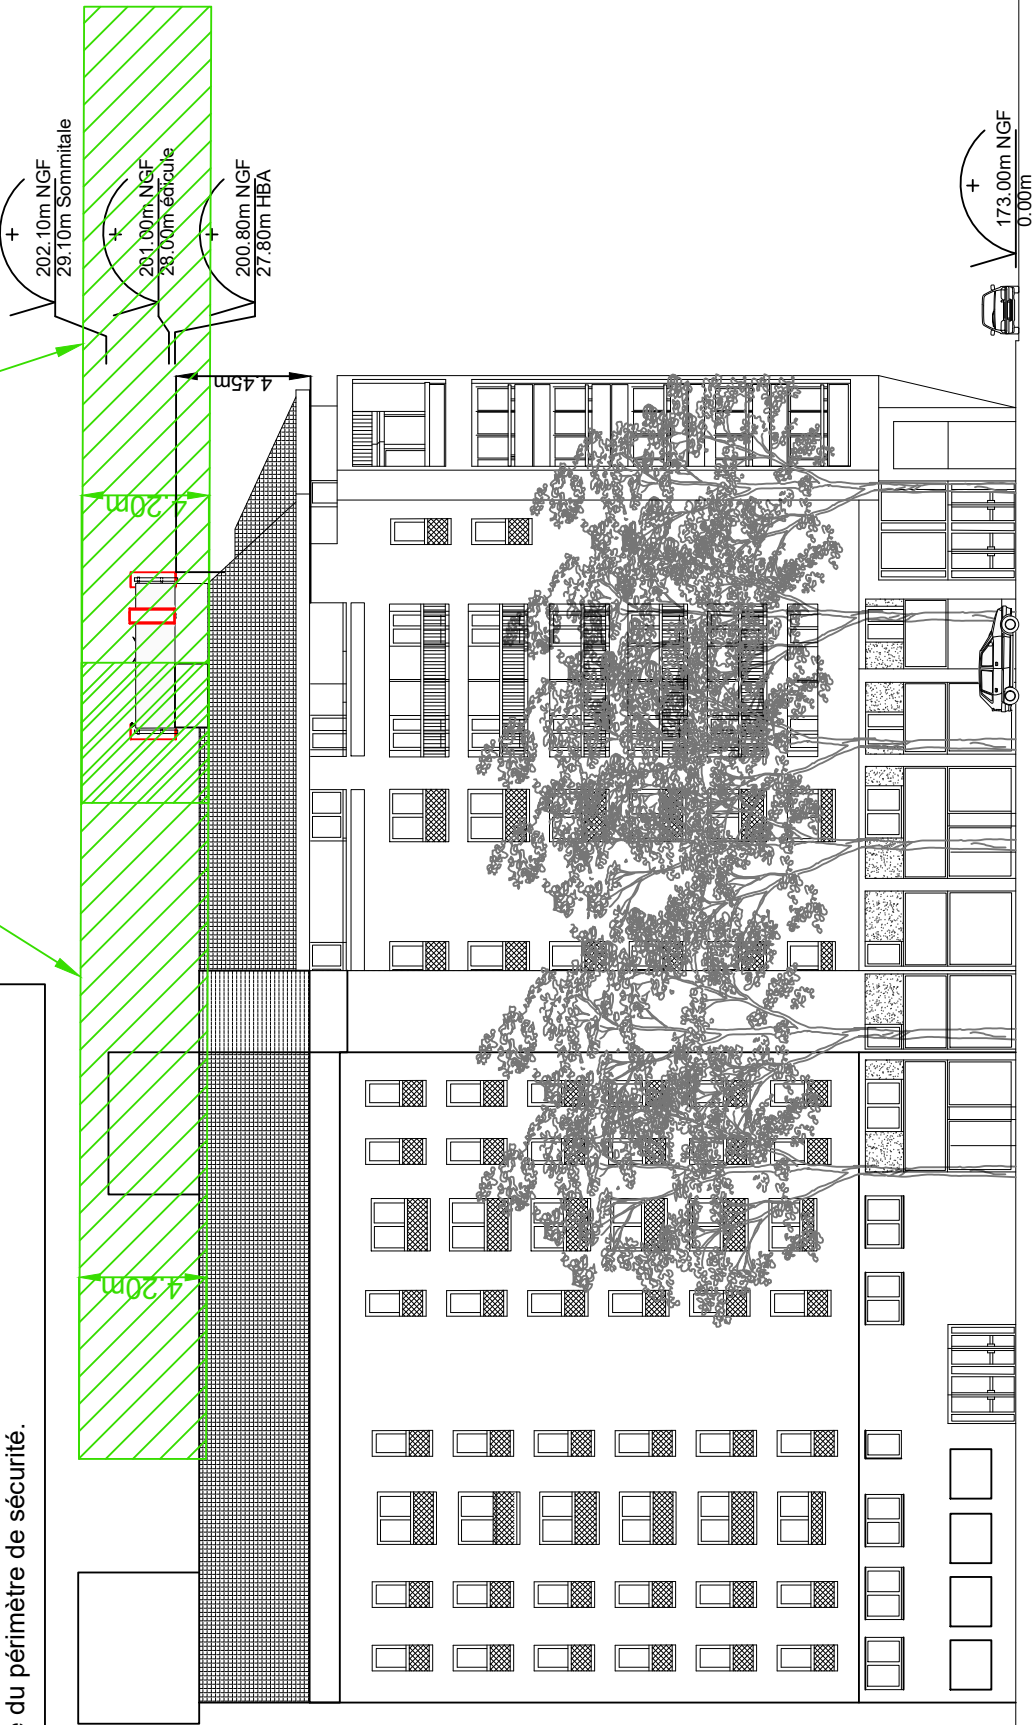 202.10m NGF
29.10m Sommitale
201.00m NGF
28.00m édicule
200.80m NGF
27.80m HBA
173.00m NGF
0.00m
4.45m
4.20m
4.20m
du périmètre de sécurité.